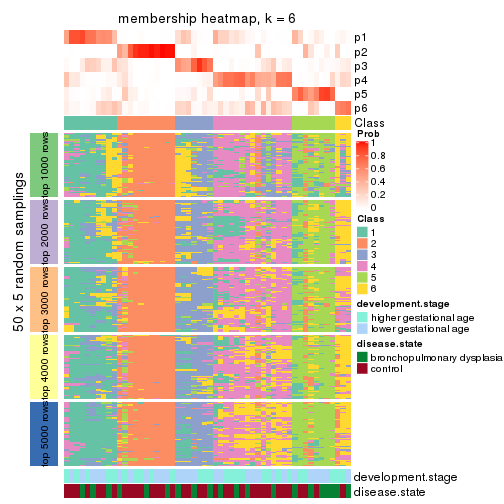 membership heatmap, k = 6
p1
p2
p3
p4
p5
p6
Class
50 x 5 random samplings
top 1000 rows
top 2000 rows
top 3000 rows
top 4000 rows
top 5000 rows
Prob
1
0.8
0.6
0.4
0.2
0
Class
1
2
3
4
5
6
development.stage
higher gestational age
lower gestational age
disease.state
bronchopulmonary dysplasia
control
development.stage
disease.state